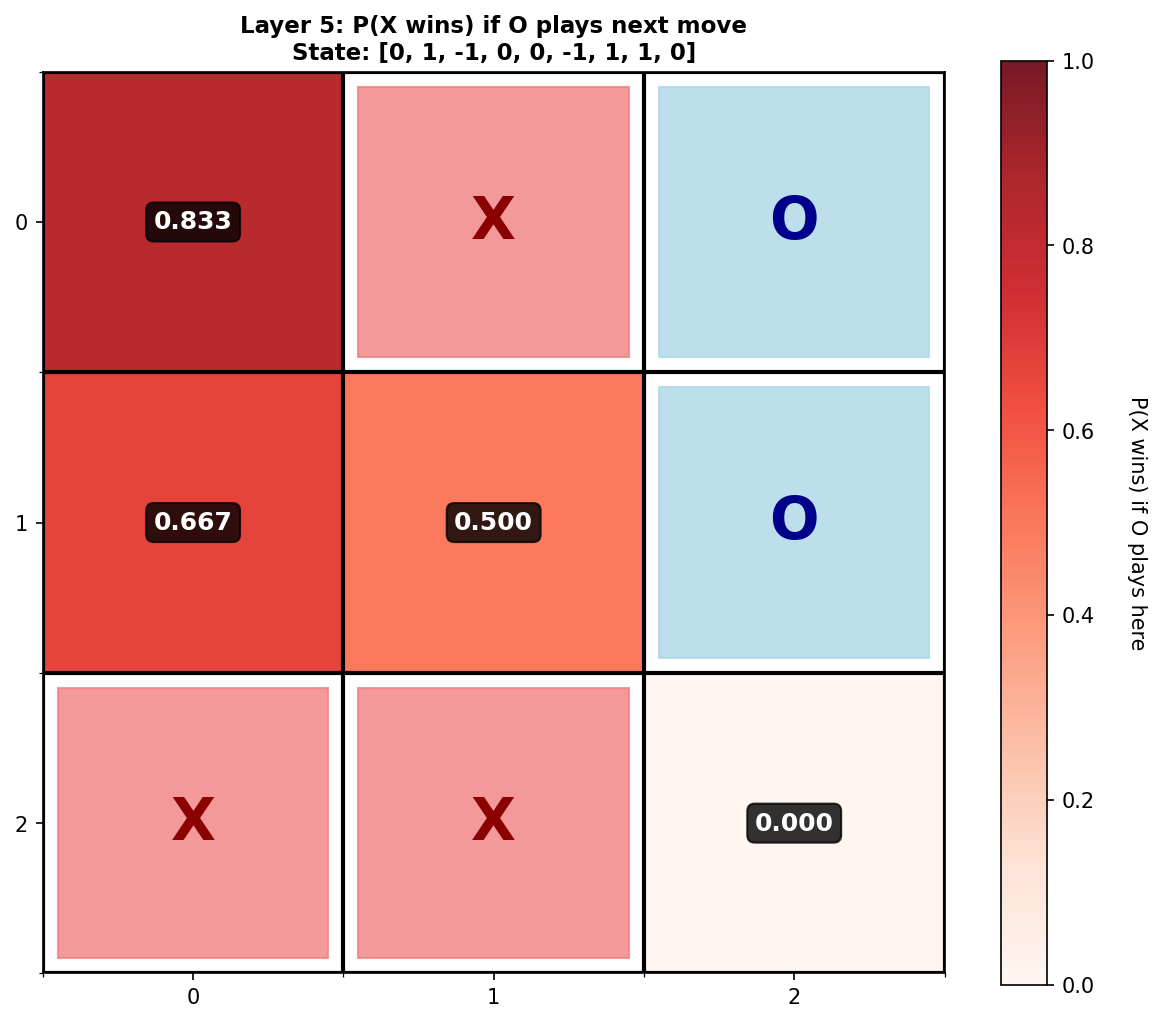 Layer 5: P(X wins) if O plays next move
State: [0, 1, -1, 0, 0, -1, 1, 1, 0]
0
0.833
X
O
1
0.667
0.500
O
2
X
X
0.000
0
1
2
1.0
0.8
0.6
0.4
0.2
0.0
P(X wins) if O plays here